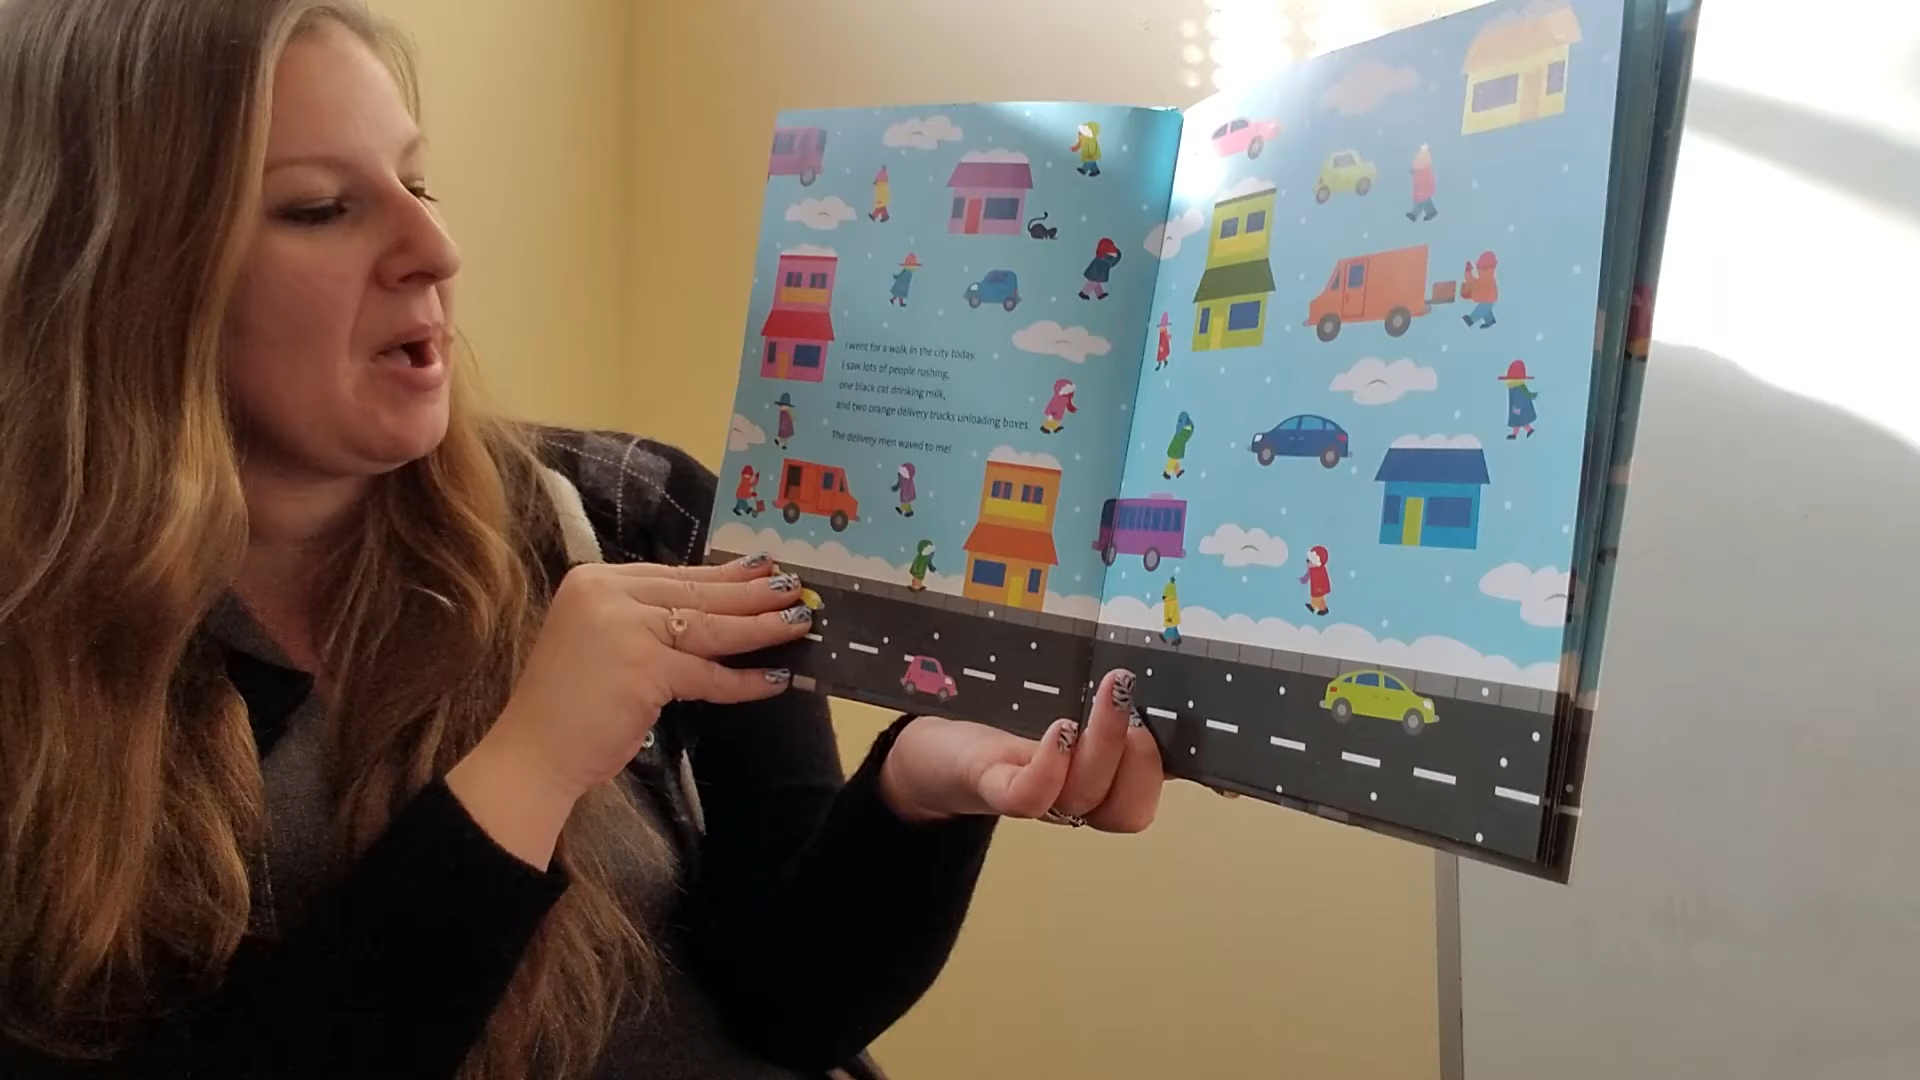 I went for a walk in the city today.
I saw lots of people rushing,
one black cat drinking milk,
and two orange delivery trucks unloading boxes.
The delivery men waved to me!